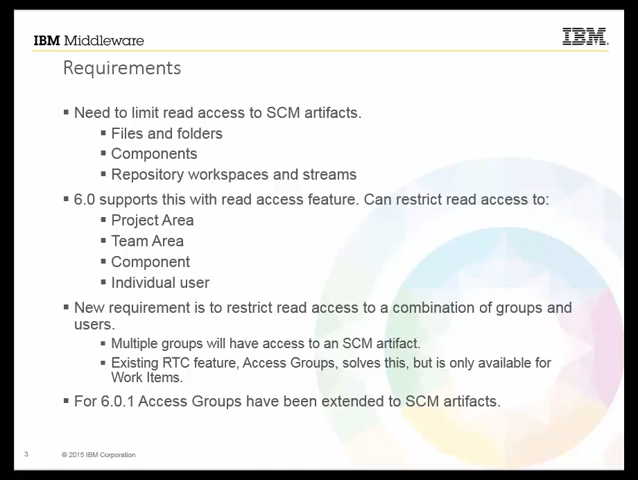 IBM Middleware
IBM
Requirements
▪ Need to limit read access to SCM artifacts.
▪ Files and folders
▪ Components
▪ Repository workspaces and streams
▪ 6.0 supports this with read access feature. Can restrict read access to:
▪ Project Area
▪ Team Area
▪ Component
▪ Individual user
▪ New requirement is to restrict read access to a combination of groups and
users.
▪ Multiple groups will have access to an SCM artifact.
▪ Existing RTC feature, Access Groups, solves this, but is only available for
Work Items.
▪ For 6.0.1 Access Groups have been extended to SCM artifacts.
3 © 2015 IBM Corporation